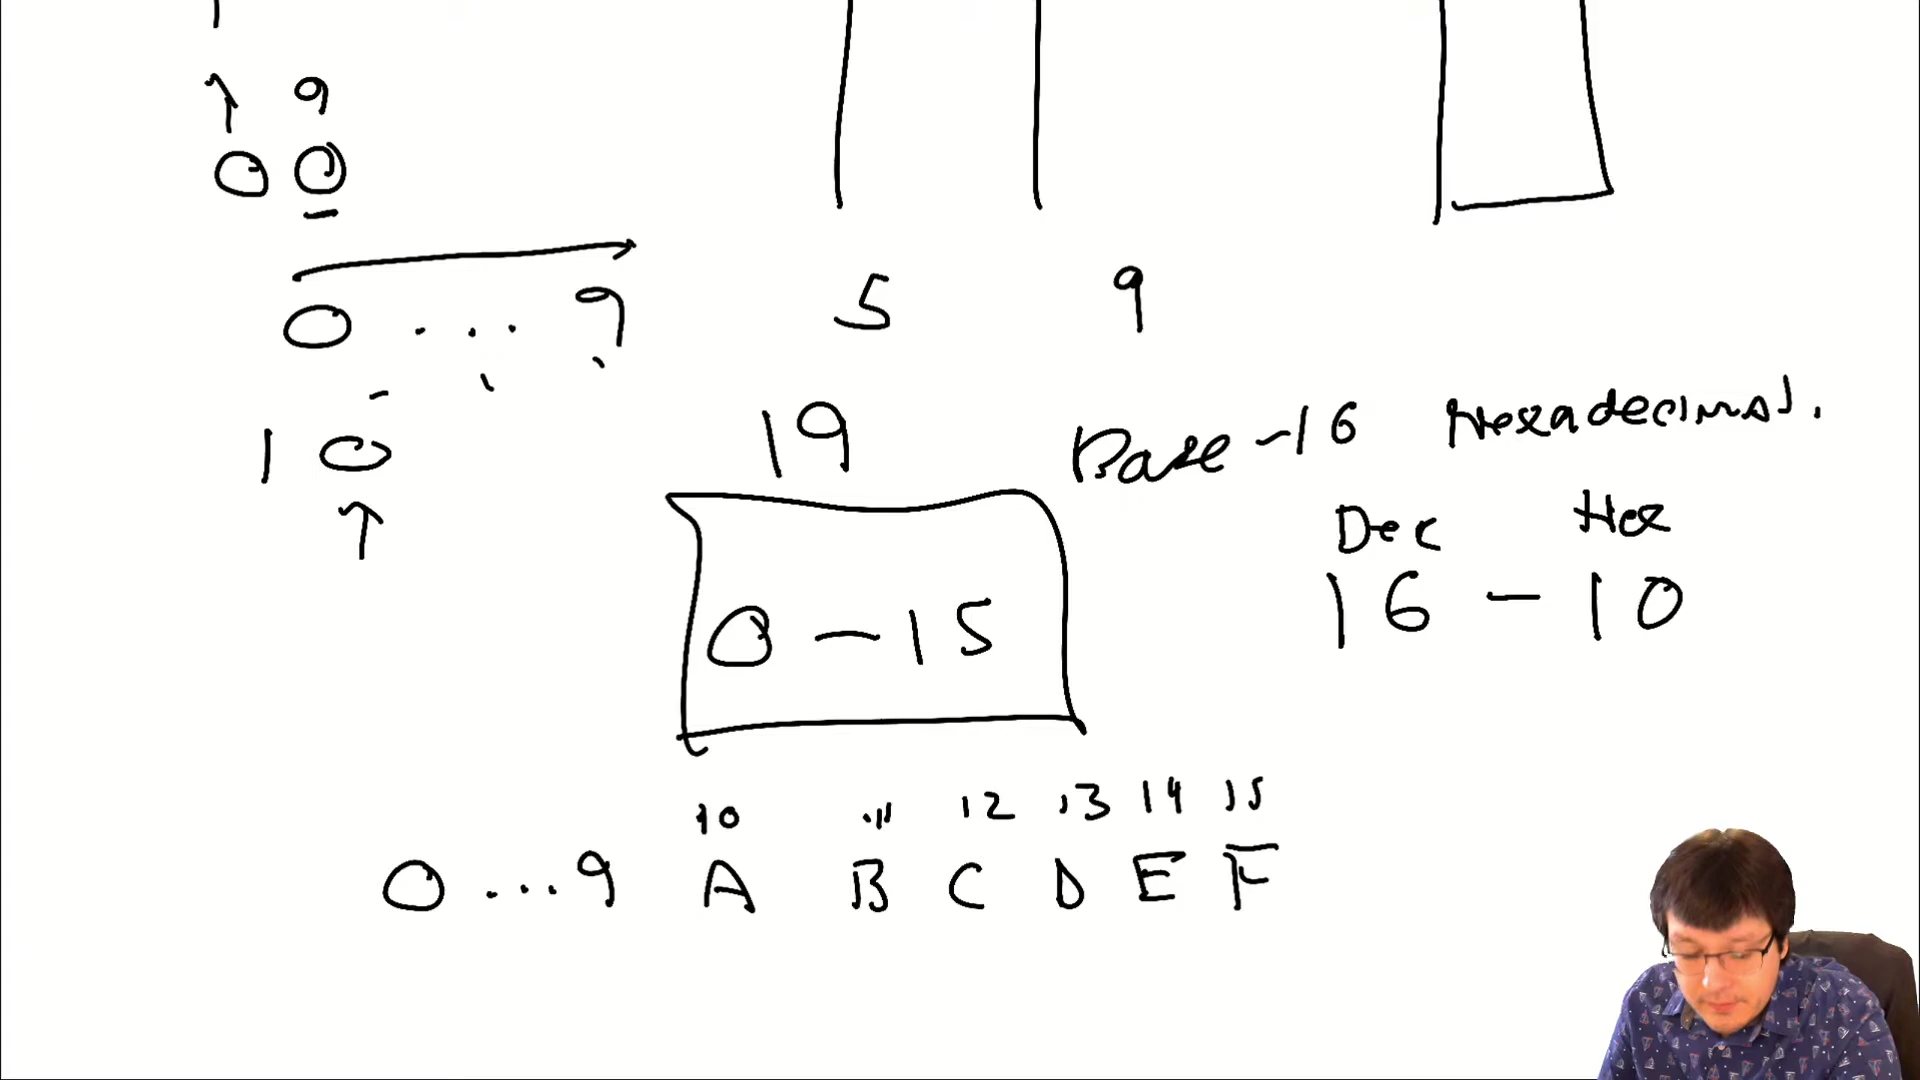 1 9
0 0
0 .... 9 5 9
1 0 19 Base-16 Hexadecimal.
Dec Hex
0 - 15 16 - 10
10 11 12 13 14 15
0 ... 9 A B C D E F